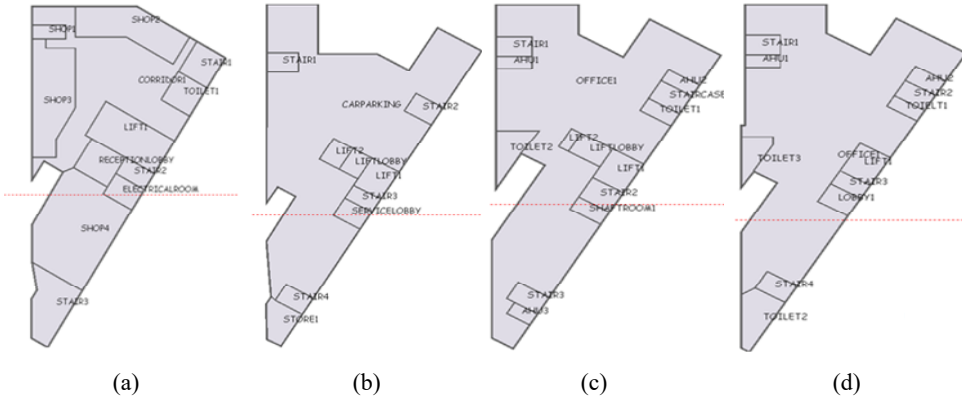 SHOP1
SHOP2
STAIR1
CORRIDOR1
TOILET1
SHOP3
LIFT1
RECEPTIONLOBBY
STAIR2
ELECTRICALROOM
SHOP4
STAIR3
(a)
STAIR1
CARPARKING
STAIR2
LIFT2
LIFTLOBBY
LIFT1
STAIR3
SERVICELOBBY
STAIR4
STORE1
(b)
STAIR1
AHU1
OFFICE1
AHU2
STAIRCASE
TOILET1
LIFT2
TOILET2
LIFTLOBBY
LIFT1
STAIR2
SHAFTROOM1
STAIR3
AHU3
(c)
STAIR1
AHU1
AHU2
STAIR2
TOIELT1
OFFICE1
TOILET3
LIFT1
STAIR3
LOBBY1
STAIR4
TOILET2
(d)